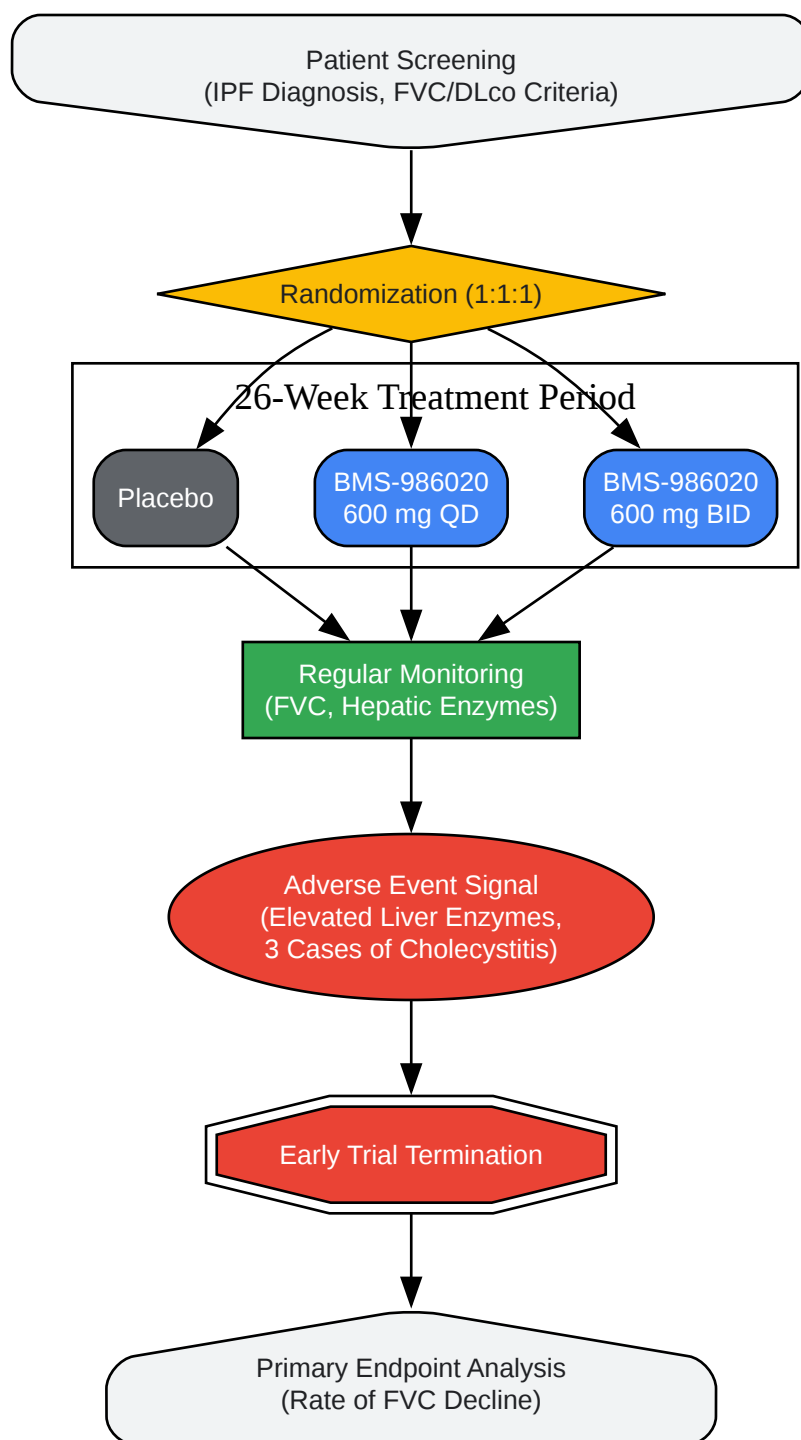 Patient Screening
(IPF Diagnosis, FVC/DLco Criteria)
Randomization (1:1:1)
26-Week Treatment Period
Placebo
BMS-986020
600 mg QD
BMS-986020
600 mg BID
Regular Monitoring
(FVC, Hepatic Enzymes)
Adverse Event Signal
(Elevated Liver Enzymes,
3 Cases of Cholecystitis)
Early Trial Termination
Primary Endpoint Analysis
(Rate of FVC Decline)